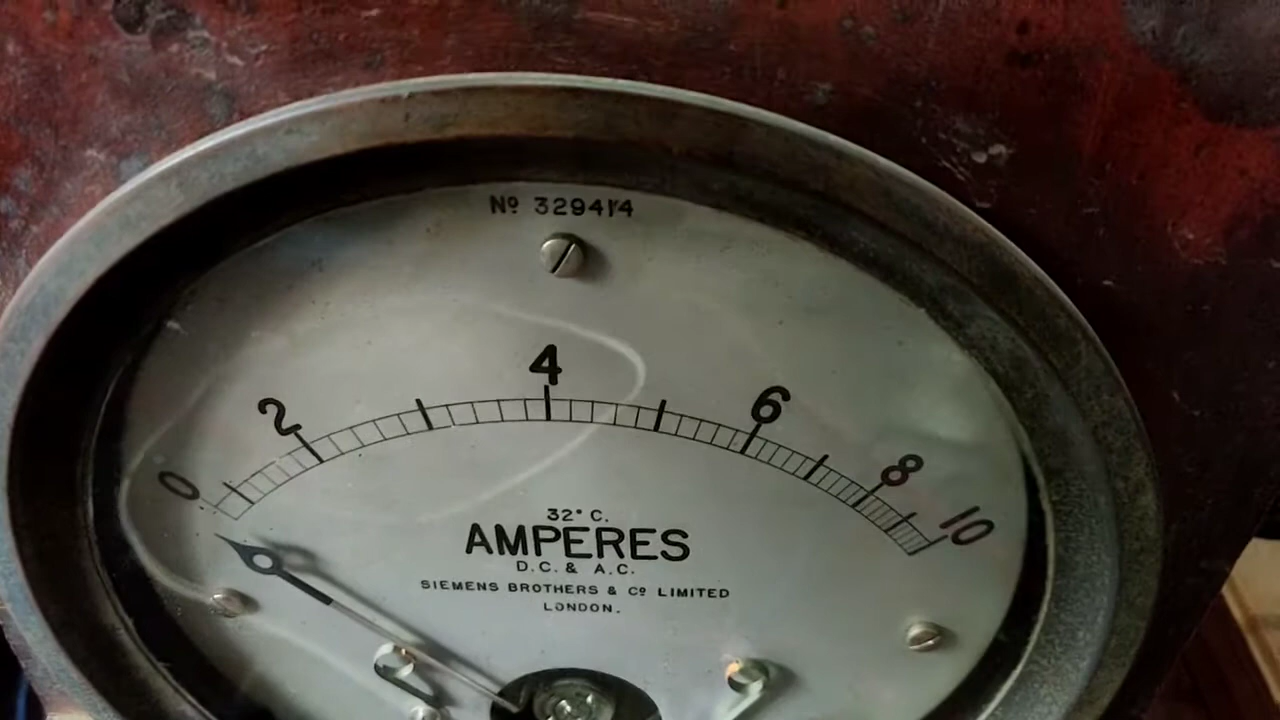 Nº 329414
0 2 4 6 8 10
32° C.
AMPERES
D.C. & A.C.
SIEMENS BROTHERS & Cº LIMITED
LONDON.